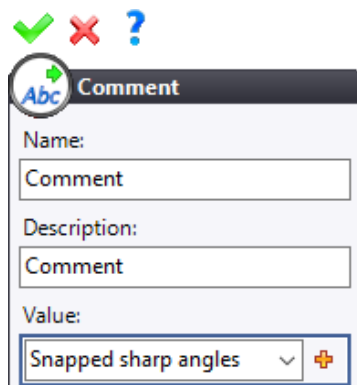 ?
Abc Comment
Name:
Comment
Description:
Comment
Value:
Snapped sharp angles